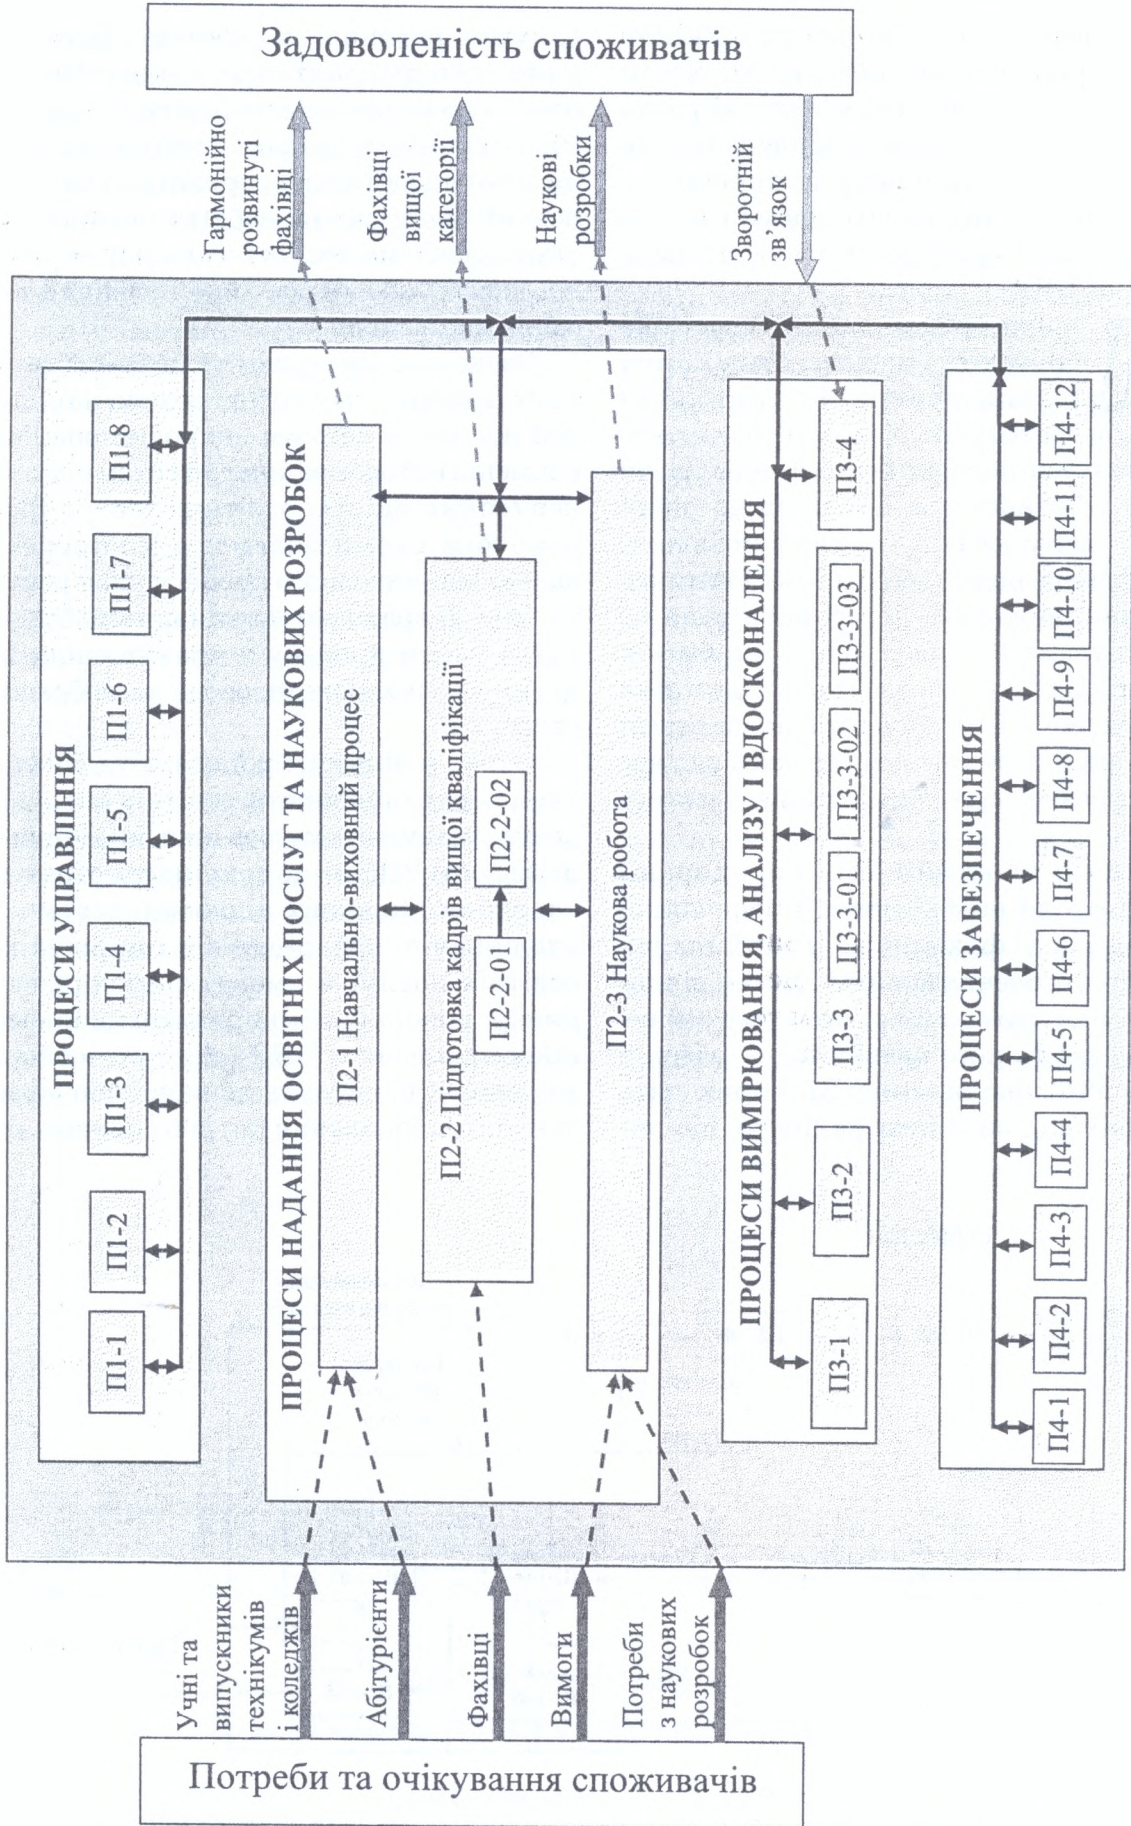 Задоволеність споживачів
Гармонійно
розвинуті
фахівці
Фахівці
вищої
категорії
Наукові
розробки
Зворотній
зв’язок
ПРОЦЕСИ УПРАВЛІННЯ
П1-1
П1-2
П1-3
П1-4
П1-5
П1-6
П1-7
П1-8
ПРОЦЕСИ НАДАННЯ ОСВІТНІХ ПОСЛУГ ТА НАУКОВИХ РОЗРОБОК
П2-1 Навчально-виховний процес
П2-2 Підготовка кадрів вищої кваліфікації
П2-2-01
П2-2-02
П2-3 Наукова робота
ПРОЦЕСИ ВИМІРЮВАННЯ, АНАЛІЗУ І ВДОСКОНАЛЕННЯ
П3-1
П3-2
П3-3
П3-3-01
П3-3-02
П3-3-03
П3-4
ПРОЦЕСИ ЗАБЕЗПЕЧЕННЯ
П4-1
П4-2
П4-3
П4-4
П4-5
П4-6
П4-7
П4-8
П4-9
П4-10
П4-11
П4-12
Учні та
випускники
технікумів
і коледжів
Абітурієнти
Фахівці
Вимоги
Потреби
з наукових
розробок
Потреби та очікування споживачів